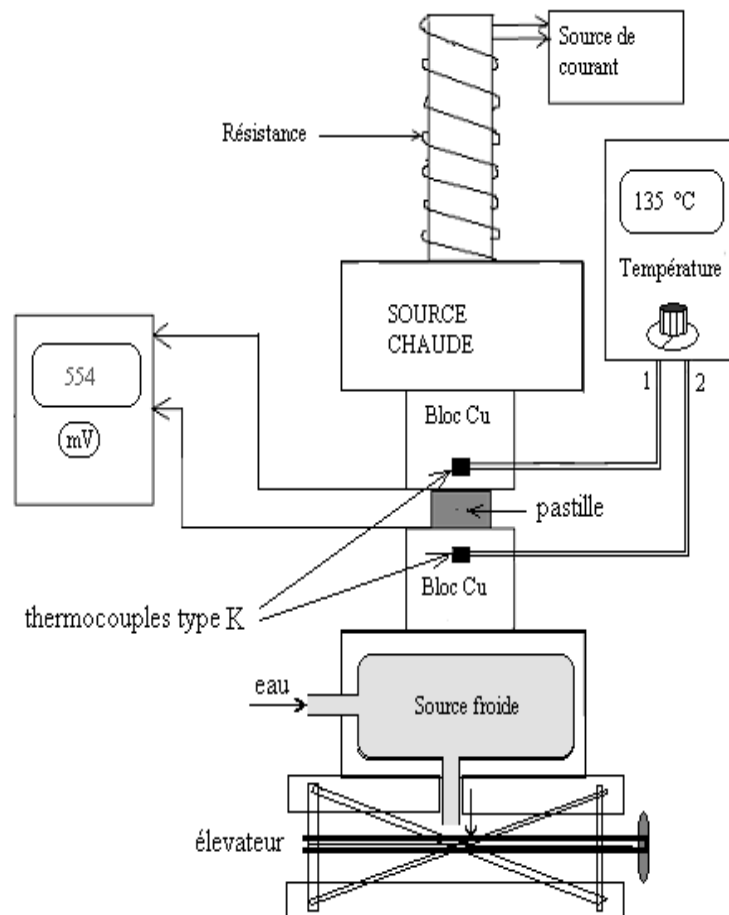 Source de
courant
Résistance
135 °C
Température
SOURCE
CHAUDE
1 2
554
mV
Bloc Cu
pastille
Bloc Cu
thermocouples type K
eau
Source froide
élevateur